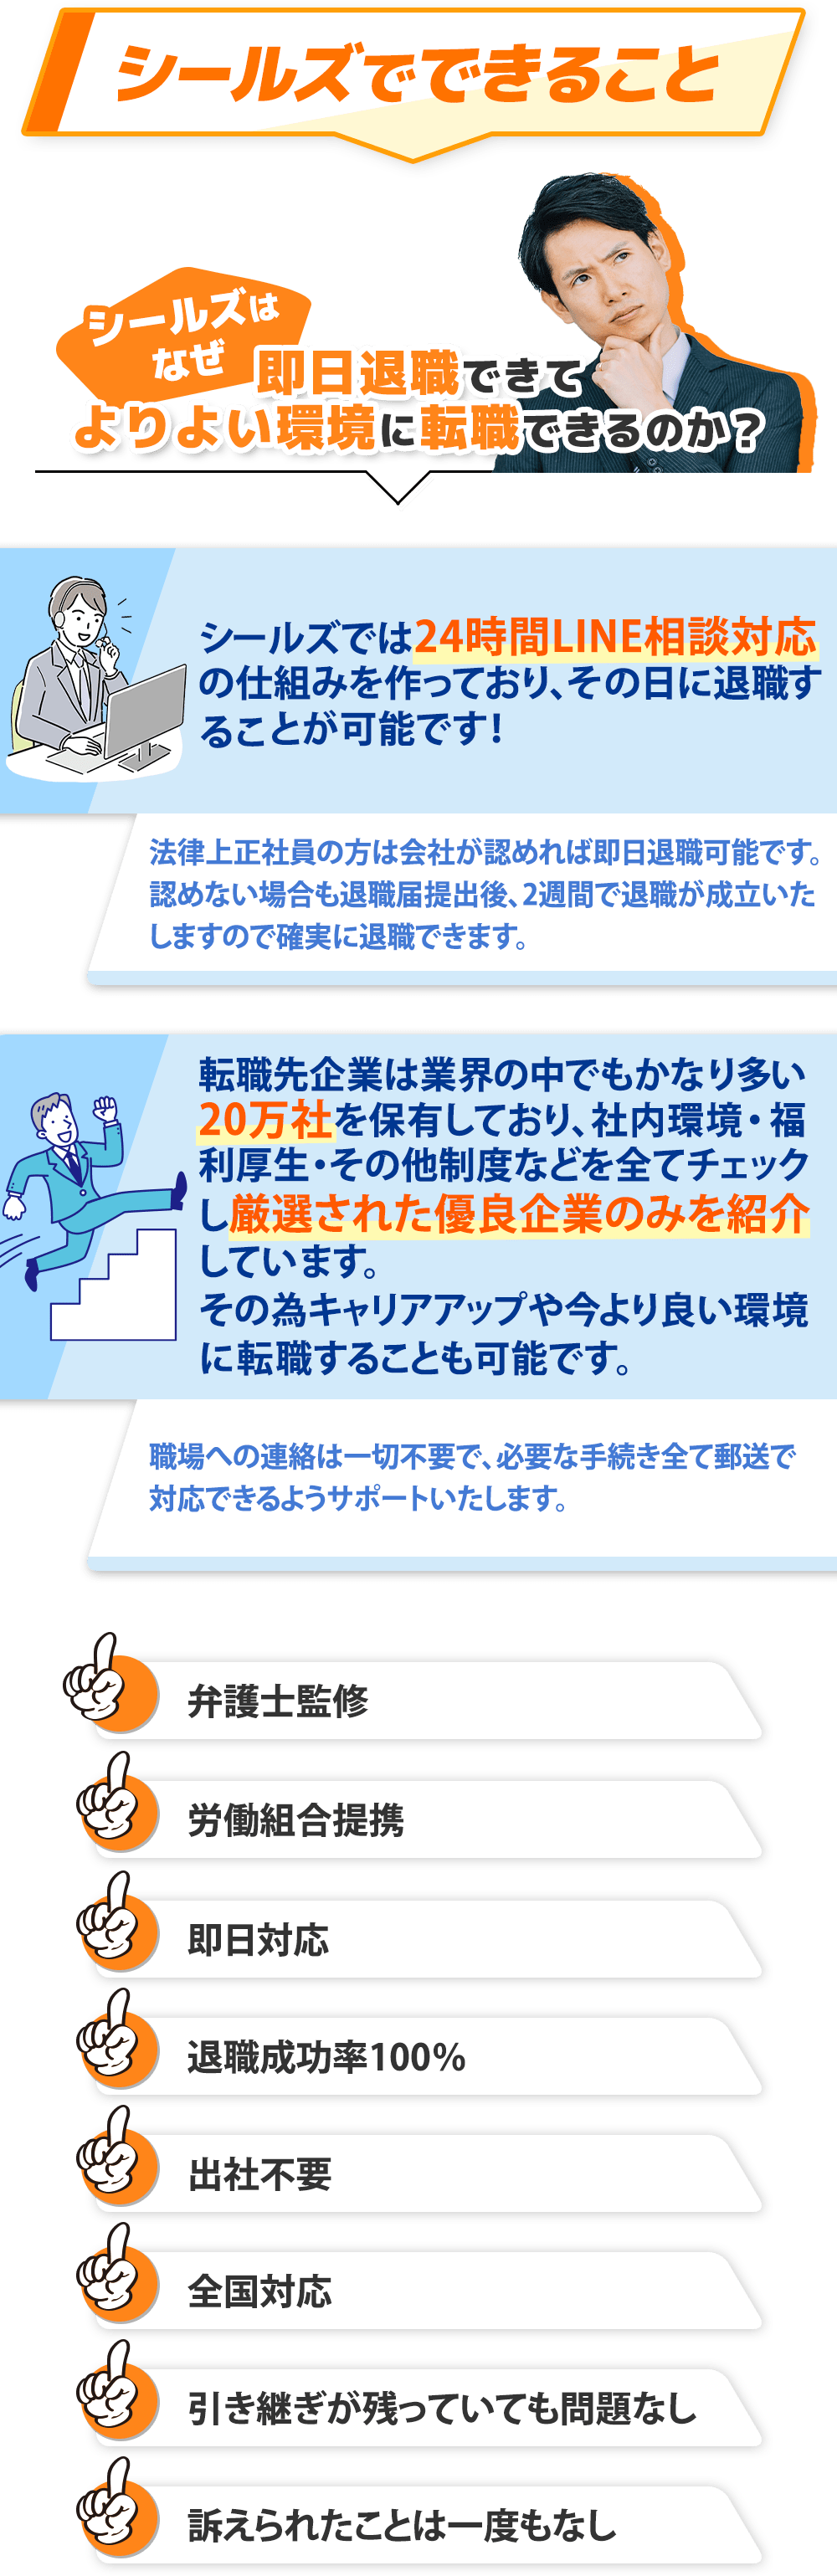 シールズでできること
シールズは
なぜ
即日退職できて
よりよい環境に転職できるのか？
シールズでは24時間LINE相談対応
の仕組みを作っており、その日に退職す
ることが可能です！
法律上正社員の方は会社が認めれば即日退職可能です。
認めない場合も退職届提出後、2週間で退職が成立いた
しますので確実に退職できます。
転職先企業は業界の中でもかなり多い
20万社を保有しており、社内環境・福
利厚生・その他制度などを全てチェック
し厳選された優良企業のみを紹介
しています。
その為キャリアアップや今より良い環境
に転職することも可能です。
職場への連絡は一切不要で、必要な手続き全て郵送で
対応できるようサポートいたします。
弁護士監修
労働組合提携
即日対応
退職成功率100％
出社不要
全国対応
引き継ぎが残っていても問題なし
訴えられたことは一度もなし